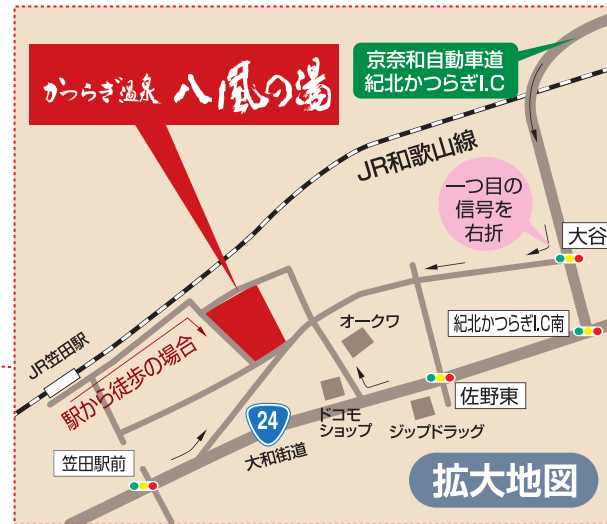 京奈和自動車道
紀北かつらぎI.C
かつらぎ温泉 八風の湯
JR和歌山線
一つ目の
信号を
右折
大谷
紀北かつらぎI.C南
オークワ
JR笠田駅
駅から徒歩の場合
佐野東
ドコモ
ショップ
24
ジップドラッグ
大和街道
笠田駅前
拡大地図